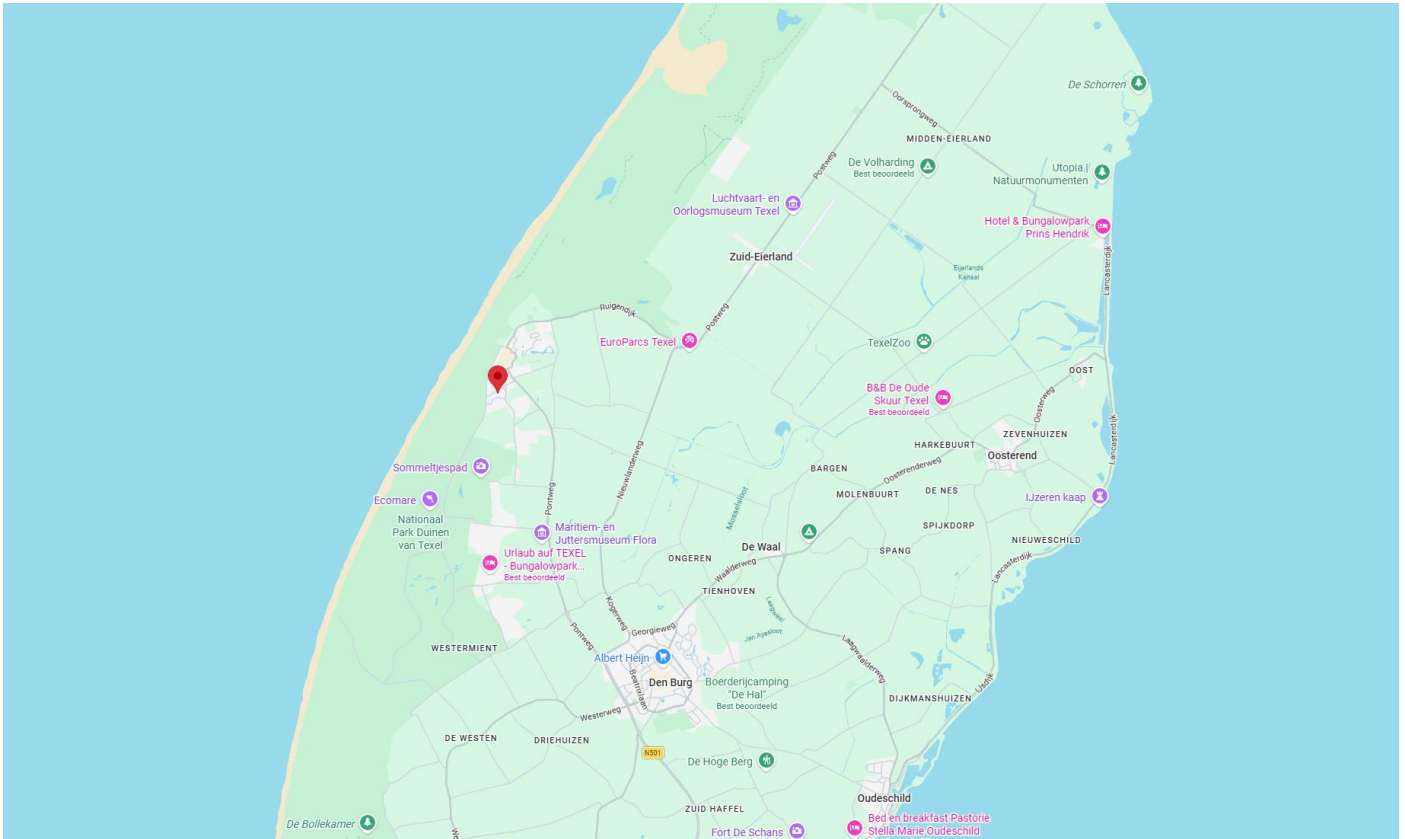 De Schorren
Oorsprongweg
MIDDEN-EIERLAND
Postweg
De Volharding
Best beoordeeld
Utopia |
Natuurmonumenten
Luchtvaart- en
Oorlogsmuseum Texel
Hotel & Bungalowpark
Prins Hendrik
Zuid-Eierland
Eijerlands
Kanaal
Lancasterdijk
Ruigendijk
Postweg
EuroParcs Texel
TexelZoo
OOST
B&B De Oude
Skuur Texel
Best beoordeeld
Oosterweg
ZEVENHUIZEN
HARKEBUURT
Oosterend
Lancasterdijk
Sommeltjespad
Nieuwlanderweg
BARGEN
Oosterenderweg
Ecomare
Pontweg
Mosselsloot
MOLENBUURT
DE NES
IJzeren kaap
Nationaal
Park Duinen
van Texel
Maritiem- en
Juttersmuseum Flora
SPIJKDORP
NIEUWESCHILD
De Waal
SPANG
Urlaub auf TEXEL
- Bungalowpark...
Best beoordeeld
ONGEREN
Waalderweg
Lancasterdijk
TIENHOVEN
Kogerweg
Georgieweg
Pontweg
Laagwaalderweg
WESTERMIENT
Albert Heijn
Den Burg
Beatrixlaan
Boerderijcamping
"De Hal"
Best beoordeeld
IJsdijk
DIJKMANSHUIZEN
Westerweg
DE WESTEN
DRIEHUIZEN
N501
De Hoge Berg
Oudeschild
ZUID HAFFEL
De Bollekamer
Fort De Schans
Bed en breakfast Pastorie
Stella Marie Oudeschild